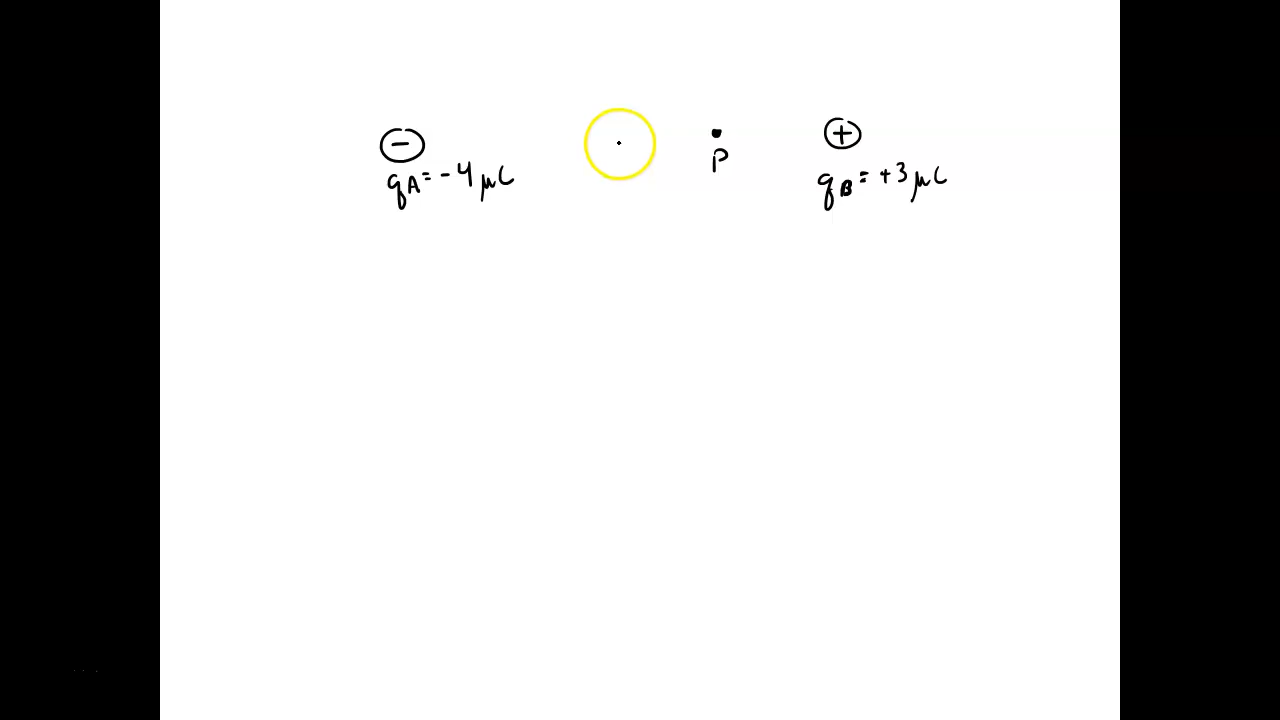 −
+
P
qA = -4 μC
qB = +3 μC